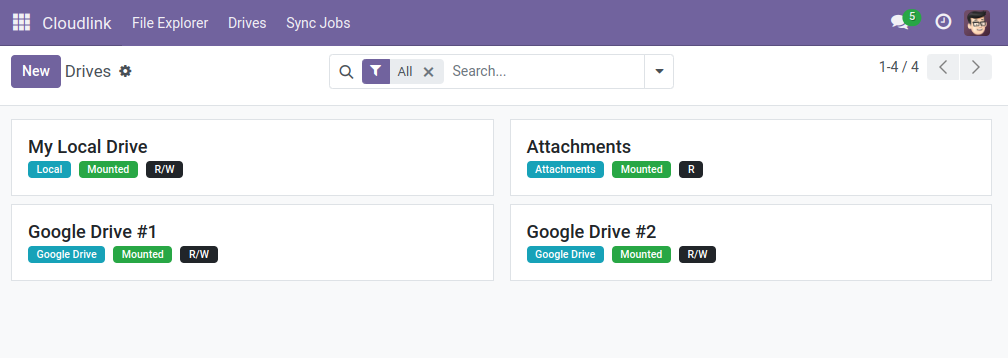 Cloudlink File Explorer Drives Sync Jobs 5
New Drives All Search... 1-4 / 4
My Local Drive
Local Mounted R/W
Attachments
Attachments Mounted R
Google Drive #1
Google Drive Mounted R/W
Google Drive #2
Google Drive Mounted R/W